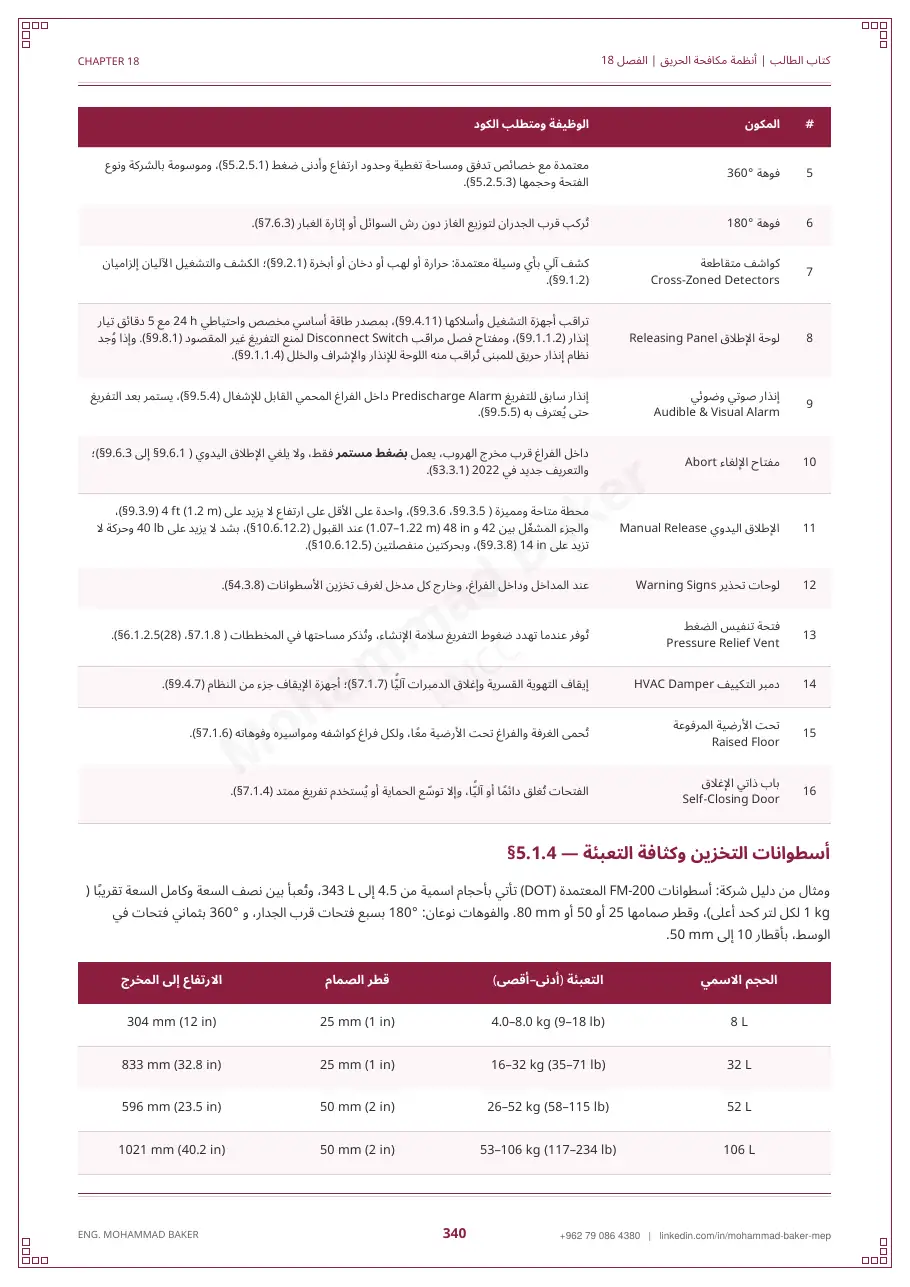 كتاب الطالب | أنظمة مكافحة الحريق | الفصل 18
CHAPTER 18
# المكون الوظيفة ومتطلب الكود
5 فوهة 360° معتمدة مع خصائص تدفق ومساحة تغطية وحدود ارتفاع وأدنى ضغط (5.2.5.1§)، وموسومة بالشركة ونوع
الفتحة وحجمها (5.2.5.3§).
6 فوهة 180° تُركب قرب الجدران لتوزيع الغاز دون رش السوائل أو إثارة الغبار (7.6.3§).
7 كواشف متقاطعة
Cross-Zoned Detectors
كشف آلي بأي وسيلة معتمدة: حرارة أو لهب أو دخان أو أبخرة (9.2.1§)؛ الكشف والتشغيل الآليان إلزاميان
(9.1.2§).
8 لوحة الإطلاق Releasing Panel
تراقب أجهزة التشغيل وأسلاكها (9.4.11§)، بمصدر طاقة أساسي مخصص واحتياطي 24 h مع 5 دقائق تيار
إنذار (9.1.1.2§)، ومفتاح فصل مراقب Disconnect Switch لمنع التفريغ غير المقصود (9.8.1§). وإذا وُجد
نظام إنذار حريق للمبنى تُراقب منه اللوحة للإنذار والإشراف والخلل (9.1.1.4§).
9 إنذار صوتي وضوئي
Audible & Visual Alarm
إنذار سابق للتفريغ Predischarge Alarm داخل الفراغ المحمي القابل للإشغال (9.5.4§)، يستمر بعد التفريغ
حتى يُعترف به (9.5.5§).
10 مفتاح الإلغاء Abort
داخل الفراغ قرب مخرج الهروب، يعمل بضغط مستمر فقط، ولا يلغي الإطلاق اليدوي ( 9.6.1§ إلى 9.6.3§)؛
والتعريف جديد في 2022 (3.3.1§).
11 الإطلاق اليدوي Manual Release
محطة متاحة ومميزة ( 9.3.5§، 9.3.6§)، واحدة على الأقل على ارتفاع لا يزيد على 4 ft (1.2 m) (9.3.9§)،
والجزء المشغّل بين 42 و 48 in (1.07–1.22 m) عند القبول (10.6.12.2§)، بشد لا يزيد على 40 lb وحركة لا
تزيد على 14 in (9.3.8§)، وبحركتين منفصلتين (10.6.12.5§).
12 لوحات تحذير Warning Signs عند المداخل وداخل الفراغ، وخارج كل مدخل لغرف تخزين الأسطوانات (4.3.8§).
13 فتحة تنفيس الضغط
Pressure Relief Vent
تُوفر عندما تهدد ضغوط التفريغ سلامة الإنشاء، وتُذكر مساحتها في المخططات ( 7.1.8§، 6.1.2.5(28)§).
14 دمبر التكييف HVAC Damper إيقاف التهوية القسرية وإغلاق الدمبرات آليًّا (7.1.7§)؛ أجهزة الإيقاف جزء من النظام (9.4.7§).
15 تحت الأرضية المرفوعة
Raised Floor
تُحمى الغرفة والفراغ تحت الأرضية معًا، ولكل فراغ كواشفه ومواسيره وفوهاته (7.1.6§).
16 باب ذاتي الإغلاق
Self-Closing Door
الفتحات تُغلق دائمًا أو آليًّا، وإلا توسّع الحماية أو يُستخدم تفريغ ممتد (7.1.4§).
أسطوانات التخزين وكثافة التعبئة — 5.1.4§
ومثال من دليل شركة: أسطوانات FM-200 المعتمدة (DOT) تأتي بأحجام اسمية من 4.5 إلى 343 L، وتُعبأ بين نصف السعة وكامل السعة تقريبًا (
1 kg لكل لتر كحد أعلى)، وقطر صمامها 25 أو 50 أو 80 mm. والفوهات نوعان: 180° بسبع فتحات قرب الجدار، و 360° بثماني فتحات في
الوسط، بأقطار 10 إلى 50 mm.
الحجم الاسمي التعبئة (أدنى–أقصى) قطر الصمام الارتفاع إلى المخرج
8 L 4.0–8.0 kg (9–18 lb) 25 mm (1 in) 304 mm (12 in)
32 L 16–32 kg (35–71 lb) 25 mm (1 in) 833 mm (32.8 in)
52 L 26–52 kg (58–115 lb) 50 mm (2 in) 596 mm (23.5 in)
106 L 53–106 kg (117–234 lb) 50 mm (2 in) 1021 mm (40.2 in)
Mohammad Baker
ENG. MOHAMMAD BAKER
340
+962 79 086 4380 | linkedin.com/in/mohammad-baker-mep